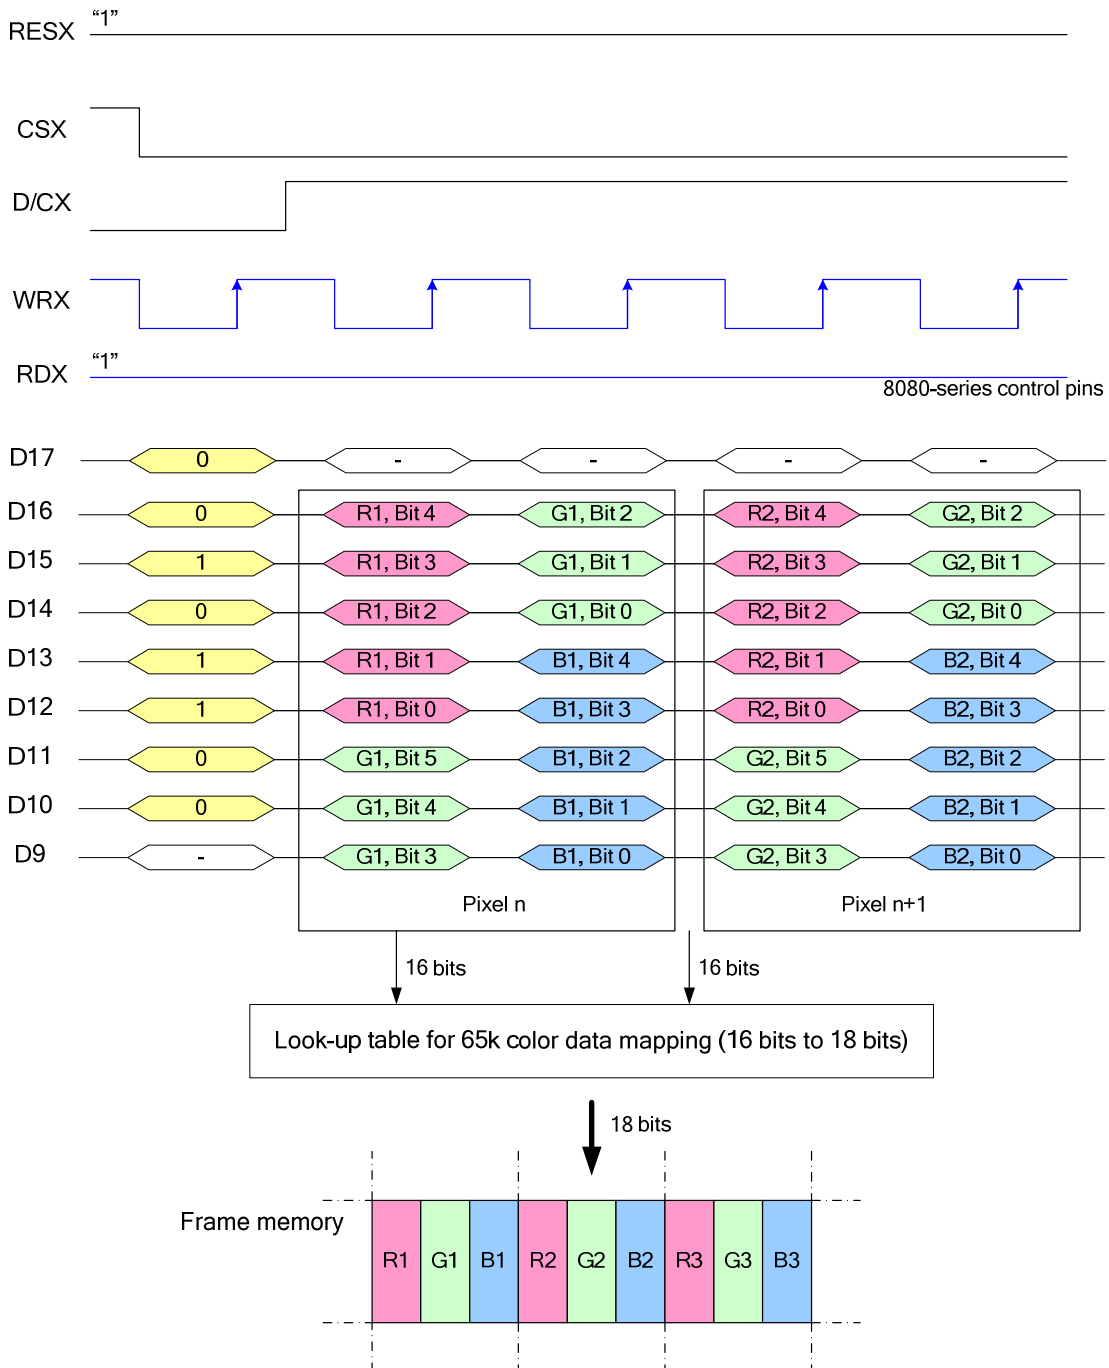 RESX “1”
CSX
D/CX
WRX
RDX “1”
8080-series control pins
D17 0 - - - -
D16 0 R1, Bit 4 G1, Bit 2 R2, Bit 4 G2, Bit 2
D15 1 R1, Bit 3 G1, Bit 1 R2, Bit 3 G2, Bit 1
D14 0 R1, Bit 2 G1, Bit 0 R2, Bit 2 G2, Bit 0
D13 1 R1, Bit 1 B1, Bit 4 R2, Bit 1 B2, Bit 4
D12 1 R1, Bit 0 B1, Bit 3 R2, Bit 0 B2, Bit 3
D11 0 G1, Bit 5 B1, Bit 2 G2, Bit 5 B2, Bit 2
D10 0 G1, Bit 4 B1, Bit 1 G2, Bit 4 B2, Bit 1
D9 - G1, Bit 3 B1, Bit 0 G2, Bit 3 B2, Bit 0
Pixel n Pixel n+1
16 bits 16 bits
Look-up table for 65k color data mapping (16 bits to 18 bits)
18 bits
Frame memory
R1 G1 B1 R2 G2 B2 R3 G3 B3